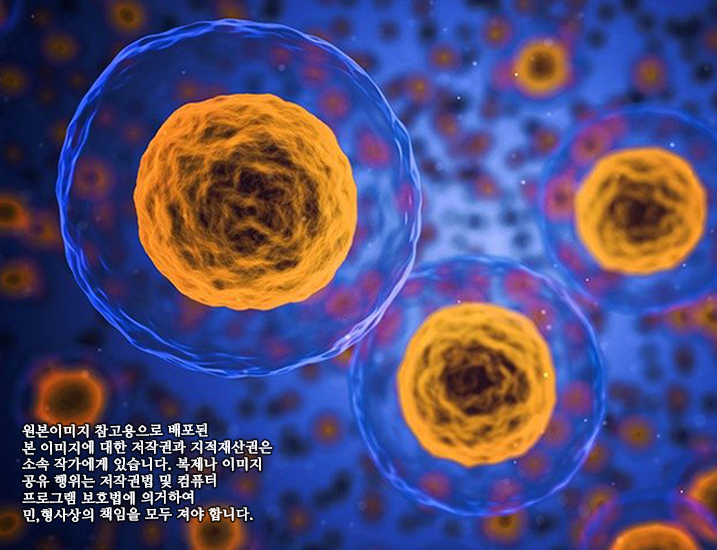 원본이미지 참고용으로 배포된
본 이미지에 대한 저작권과 지적재산권은
소속 작가에게 있습니다. 복제나 이미지
공유 행위는 저작권법 및 컴퓨터
프로그램 보호법에 의거하여
민,형사상의 책임을 모두 져야 합니다.